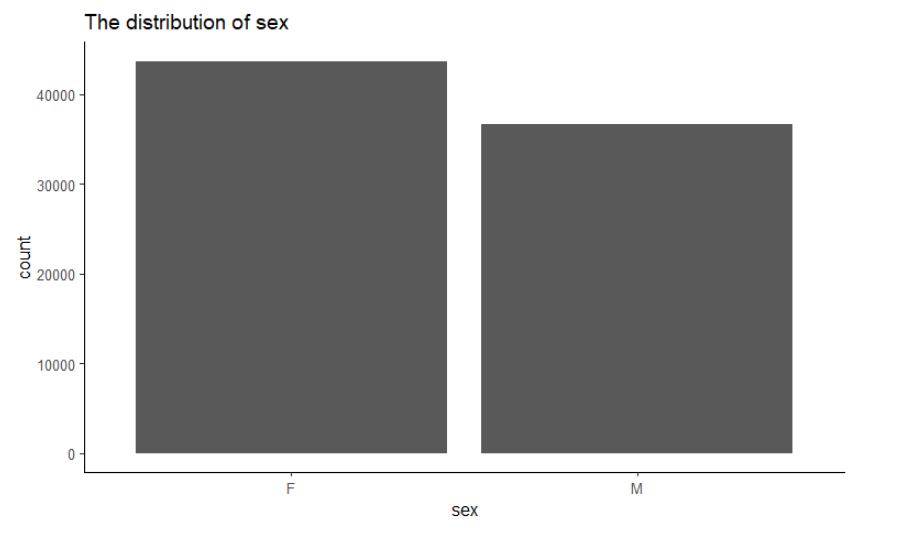 The distribution of sex
count
40000
30000
20000
10000
0
F M
sex